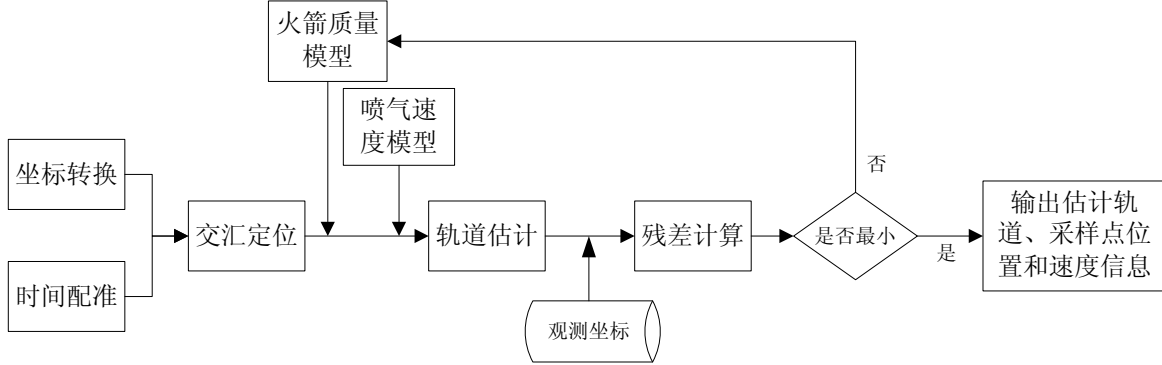 火箭质量
模型
喷气速
度模型
坐标转换
时间配准
交汇定位
轨道估计
观测坐标
残差计算
是否最小
否
是
输出估计轨
道、采样点位
置和速度信息